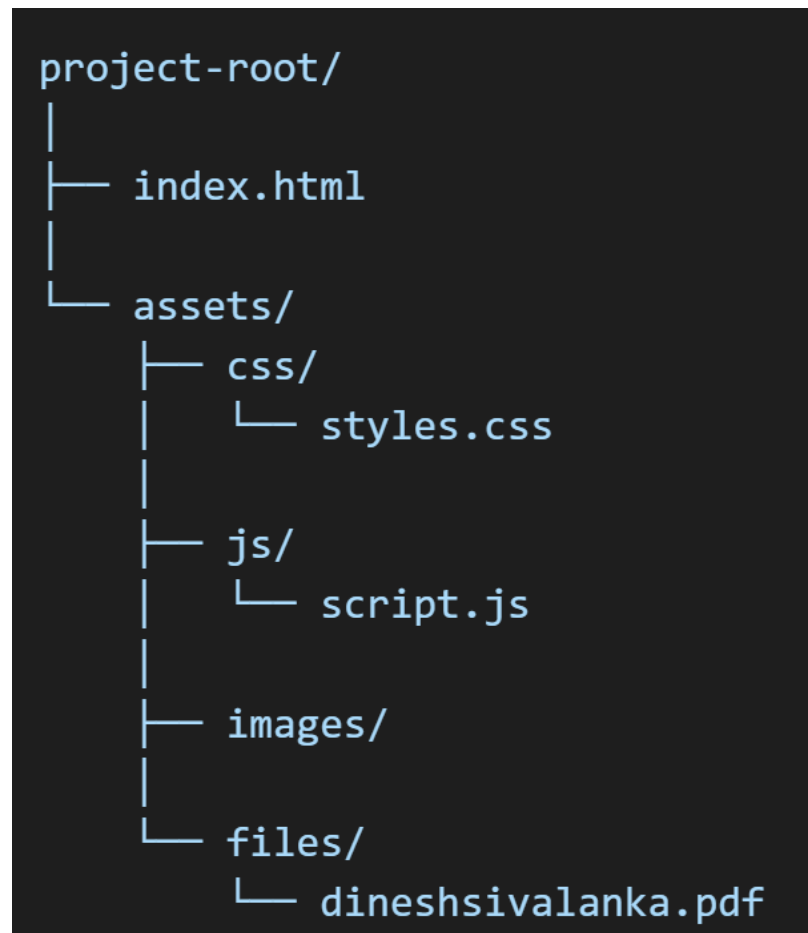 project-root/
│
├── index.html
│
└── assets/
    ├── css/
    │   └── styles.css
    │
    ├── js/
    │   └── script.js
    │
    ├── images/
    │
    └── files/
        └── dineshsivalanka.pdf